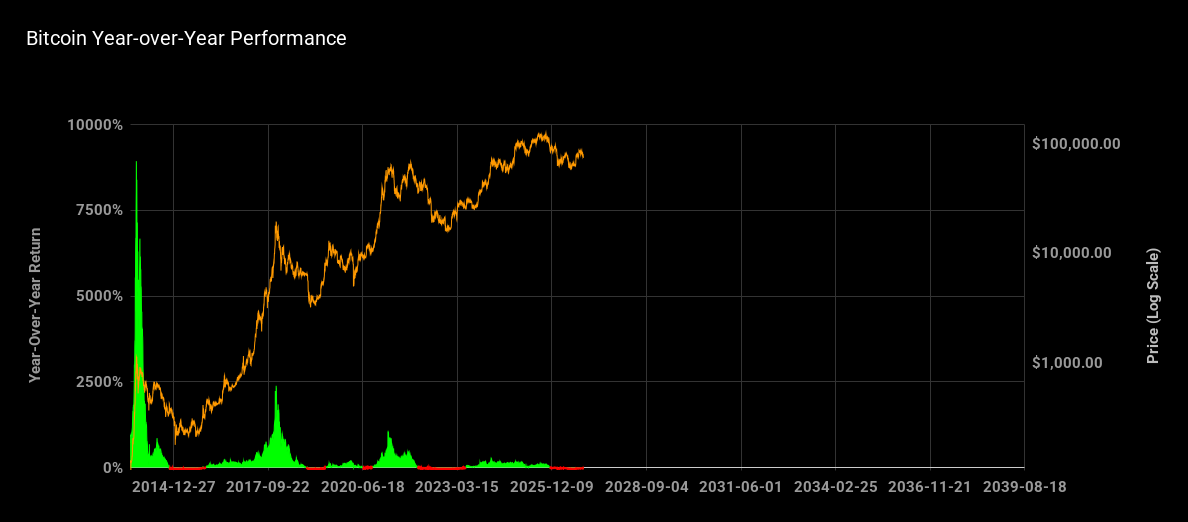 Bitcoin Year-over-Year Performance
10000%
7500%
5000%
2500%
0%
Year-Over-Year Return
$100,000.00
$10,000.00
$1,000.00
Price (Log Scale)
2014-12-27 2017-09-22 2020-06-18 2023-03-15 2025-12-09 2028-09-04 2031-06-01 2034-02-25 2036-11-21 2039-08-18